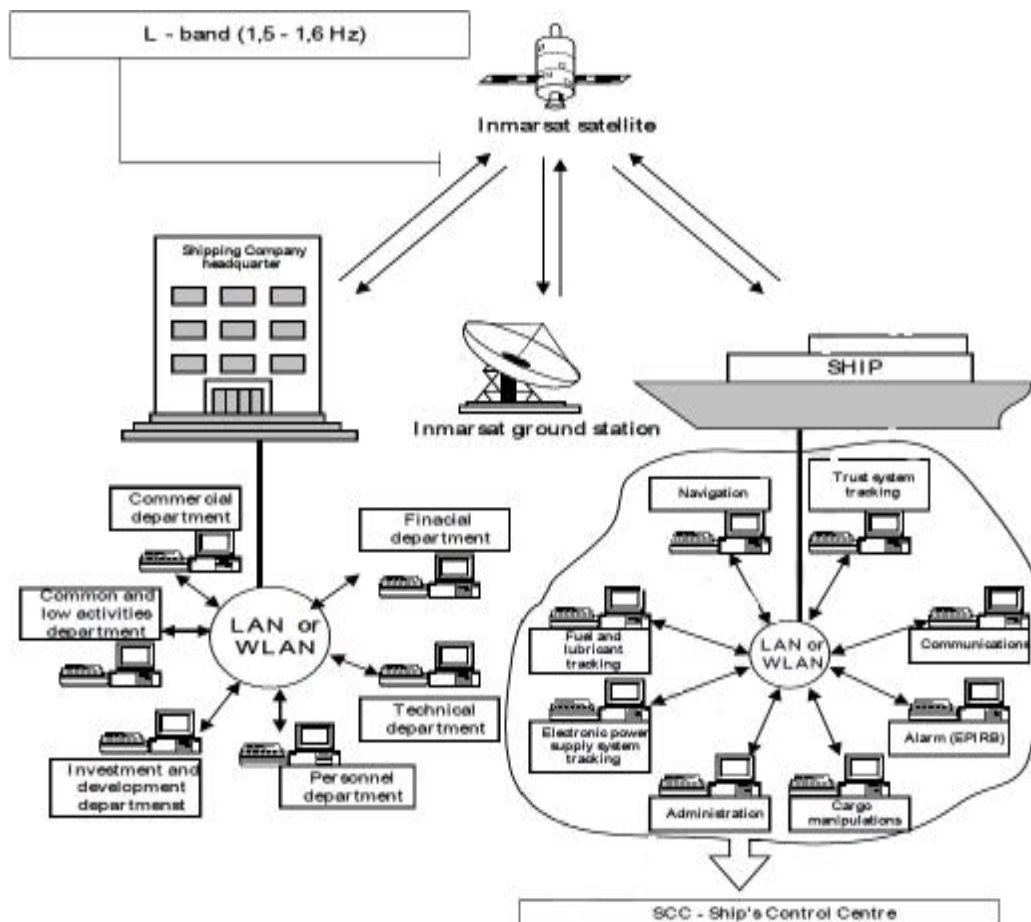 L - band (1,5 - 1,6 Hz)
Inmarsat satellite
Shipping Company
headquarter
SHIP
Inmarsat ground station
Commercial
department
Finacial
department
Common and
low activities
department
LAN or
WLAN
Technical
department
Investment and
development
departmenst
Personnel
department
Navigation
Trust system
tracking
Fuel and
lubricant
tracking
LAN or
WLAN
Communications
Electronic power
supply system
tracking
Alarm (EPIRB)
Administration
Cargo
manipulations
SCC - Ship's Control Centre